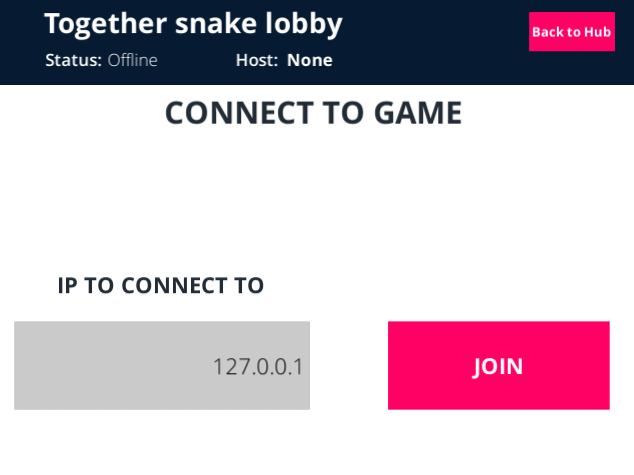 Together snake lobby
Back to Hub
Status: Offline Host: None
CONNECT TO GAME
IP TO CONNECT TO
127.0.0.1
JOIN